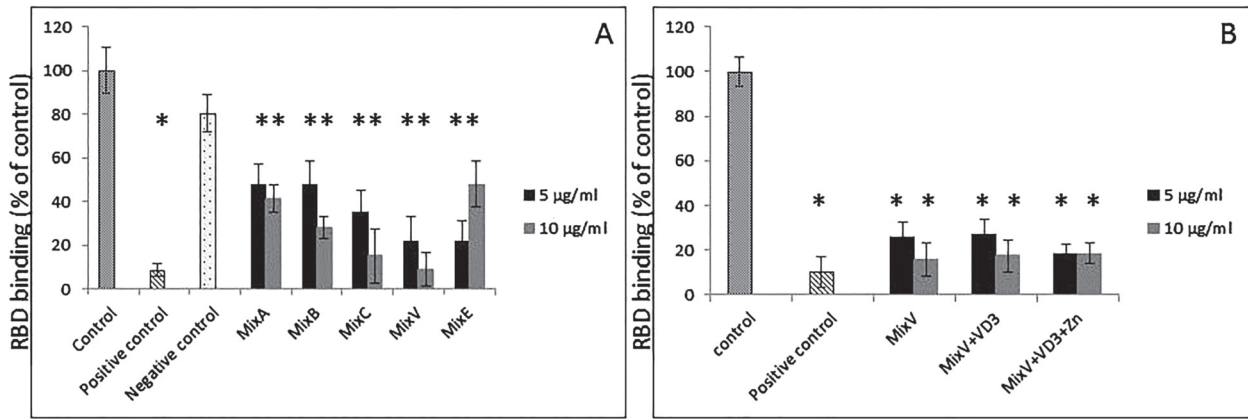 A
RBD binding (% of control)
120
100
80
60
40
20
0
* ** ** ** ** **
Control
Positive control
Negative control
MixA
MixB
MixC
MixV
MixE
5 µg/ml
10 µg/ml
B
RBD binding (% of control)
120
100
80
60
40
20
0
* * * * * * *
control
Positive control
MixV
MixV+VD3
MixV+VD3+Zn
5 µg/ml
10 µg/ml